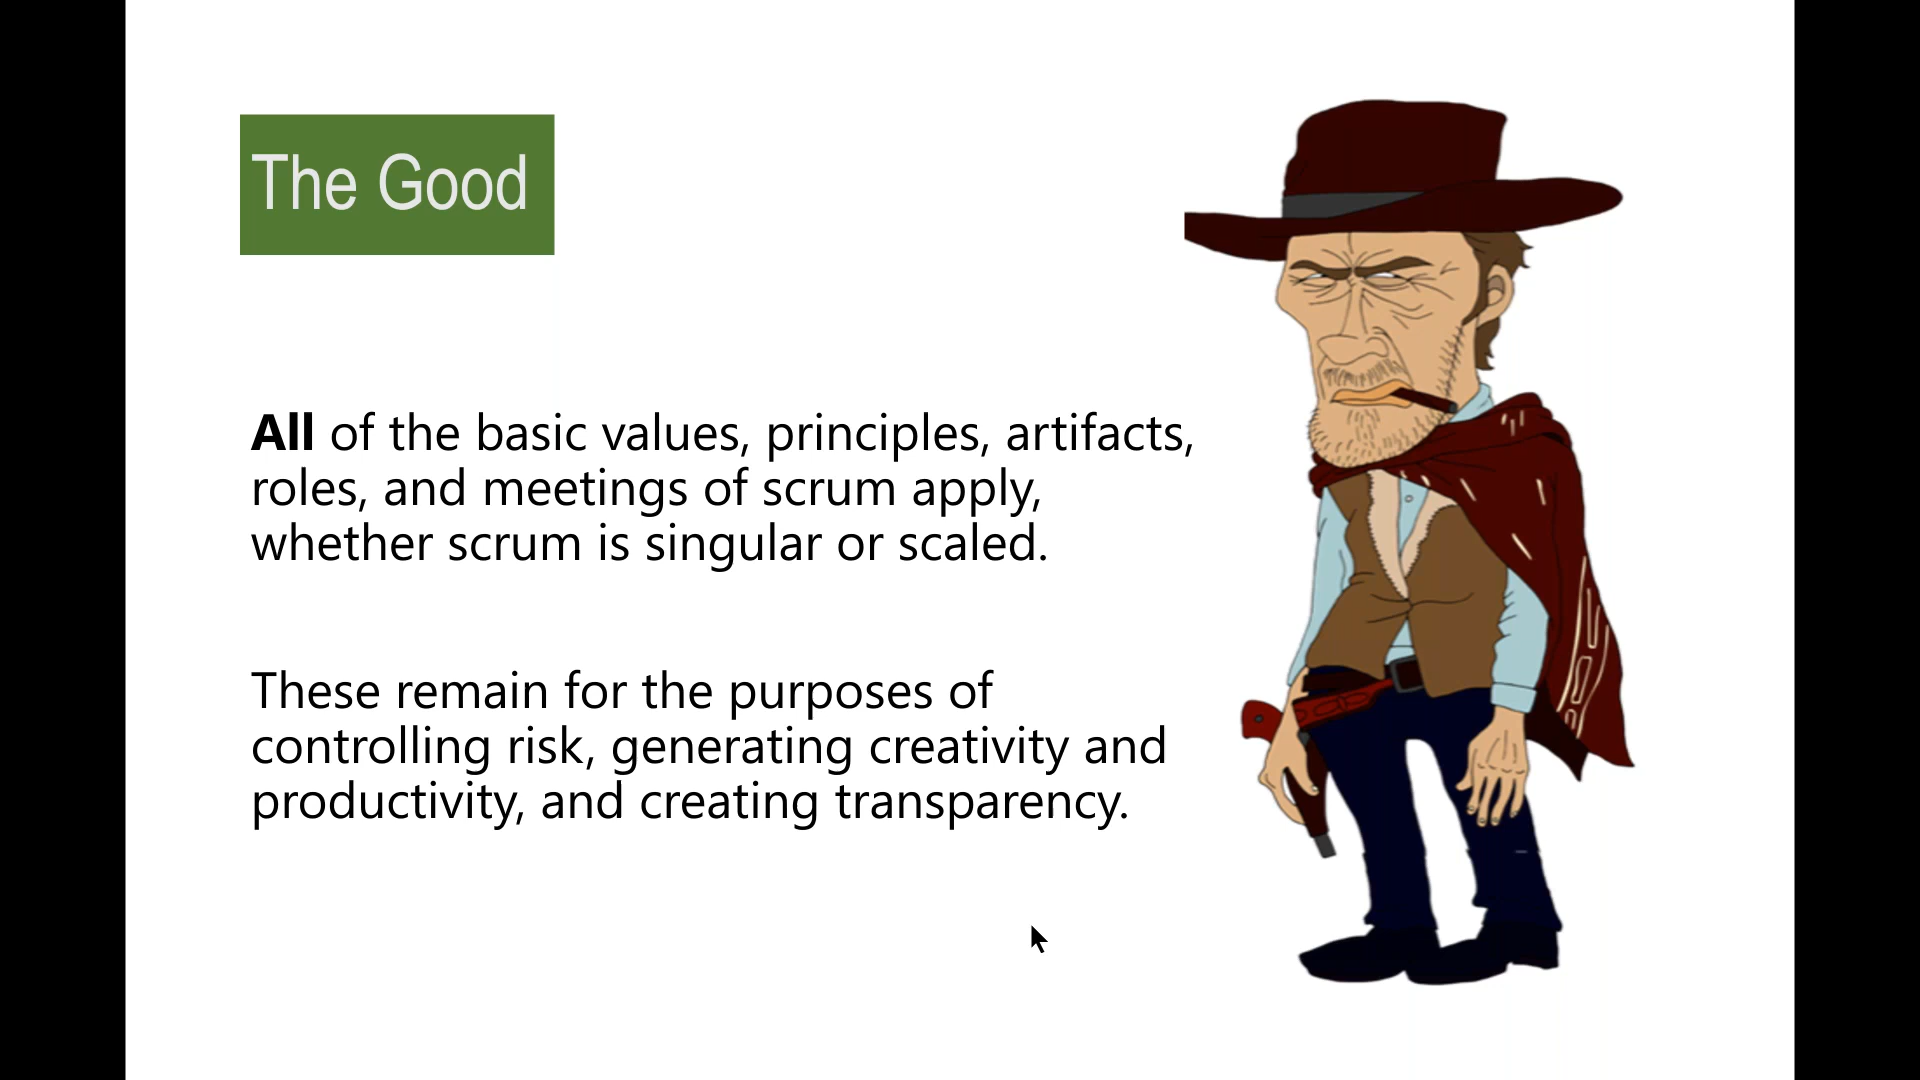 The Good
All of the basic values, principles, artifacts,
roles, and meetings of scrum apply,
whether scrum is singular or scaled.
These remain for the purposes of
controlling risk, generating creativity and
productivity, and creating transparency.